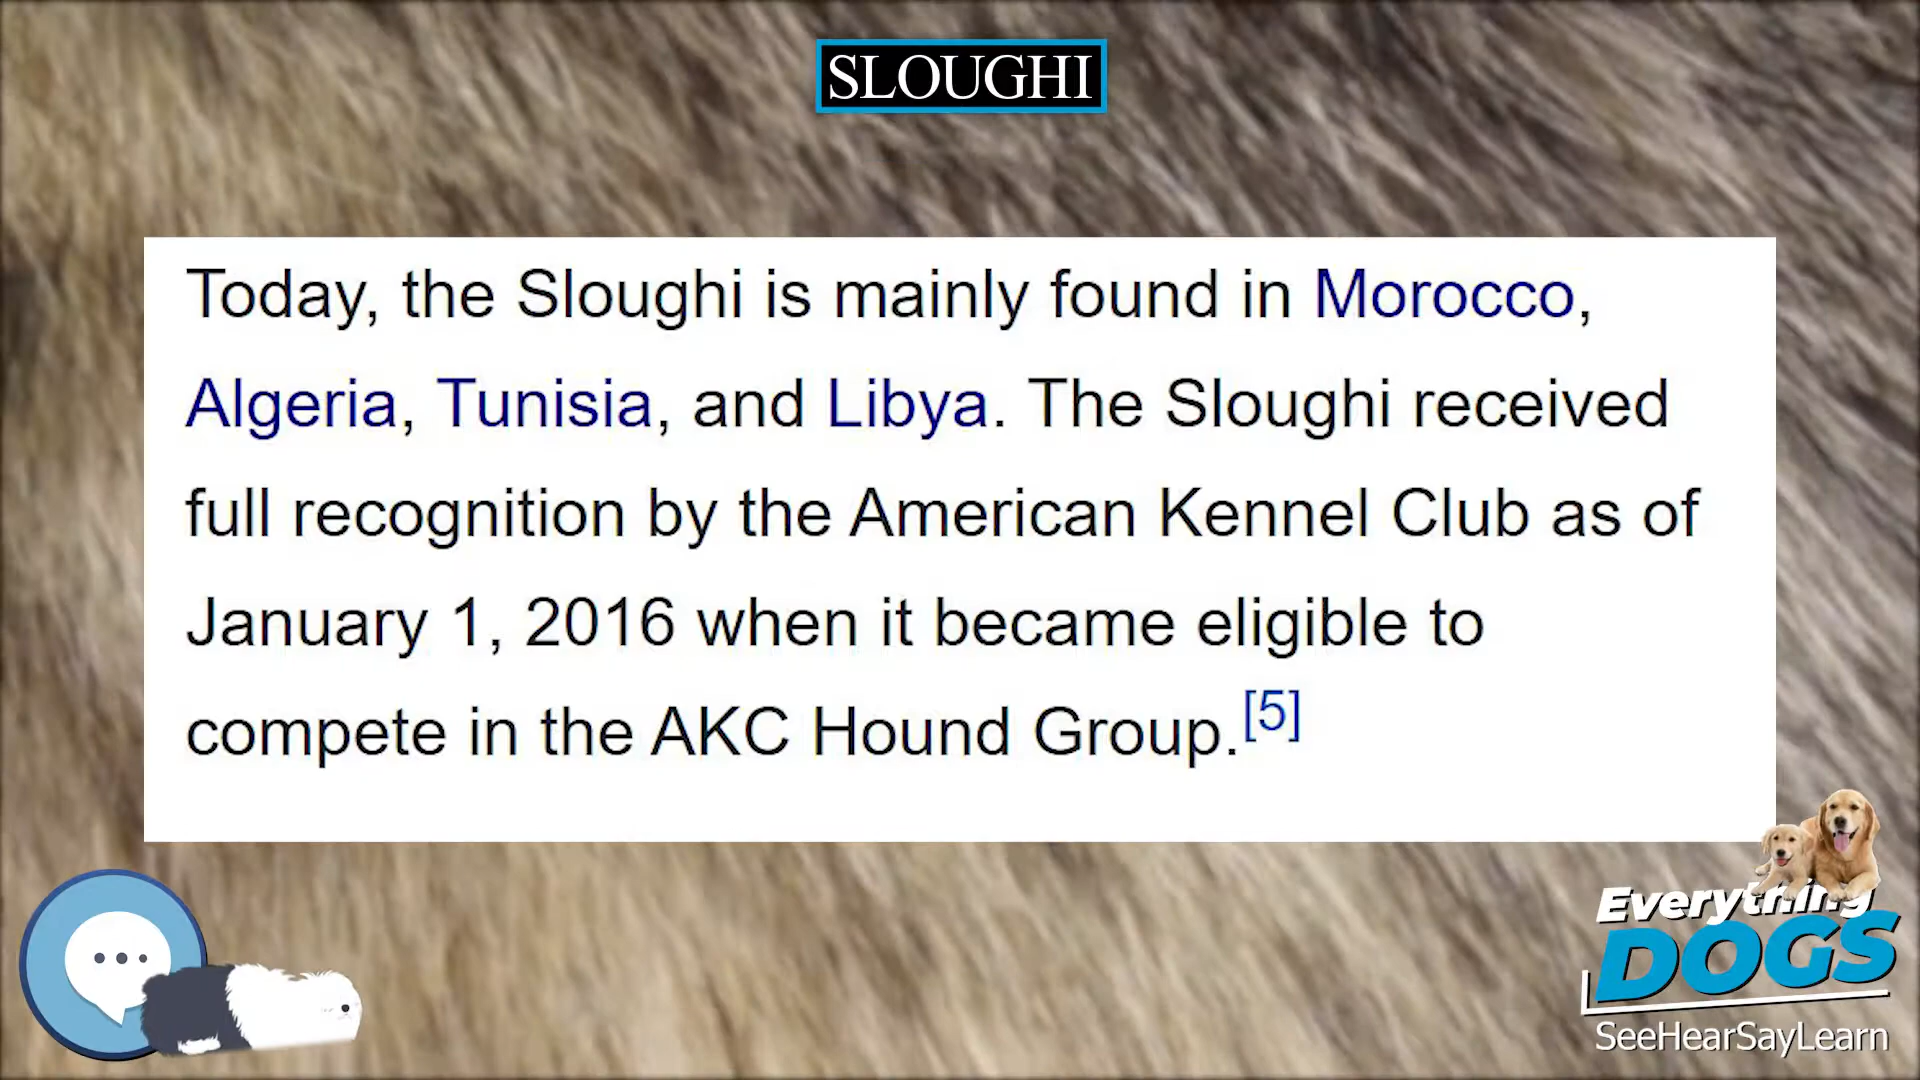 SLOUGHI
Today, the Sloughi is mainly found in Morocco,
Algeria, Tunisia, and Libya. The Sloughi received
full recognition by the American Kennel Club as of
January 1, 2016 when it became eligible to
compete in the AKC Hound Group.[5]
Everything
DOGS
SeeHearSayLearn